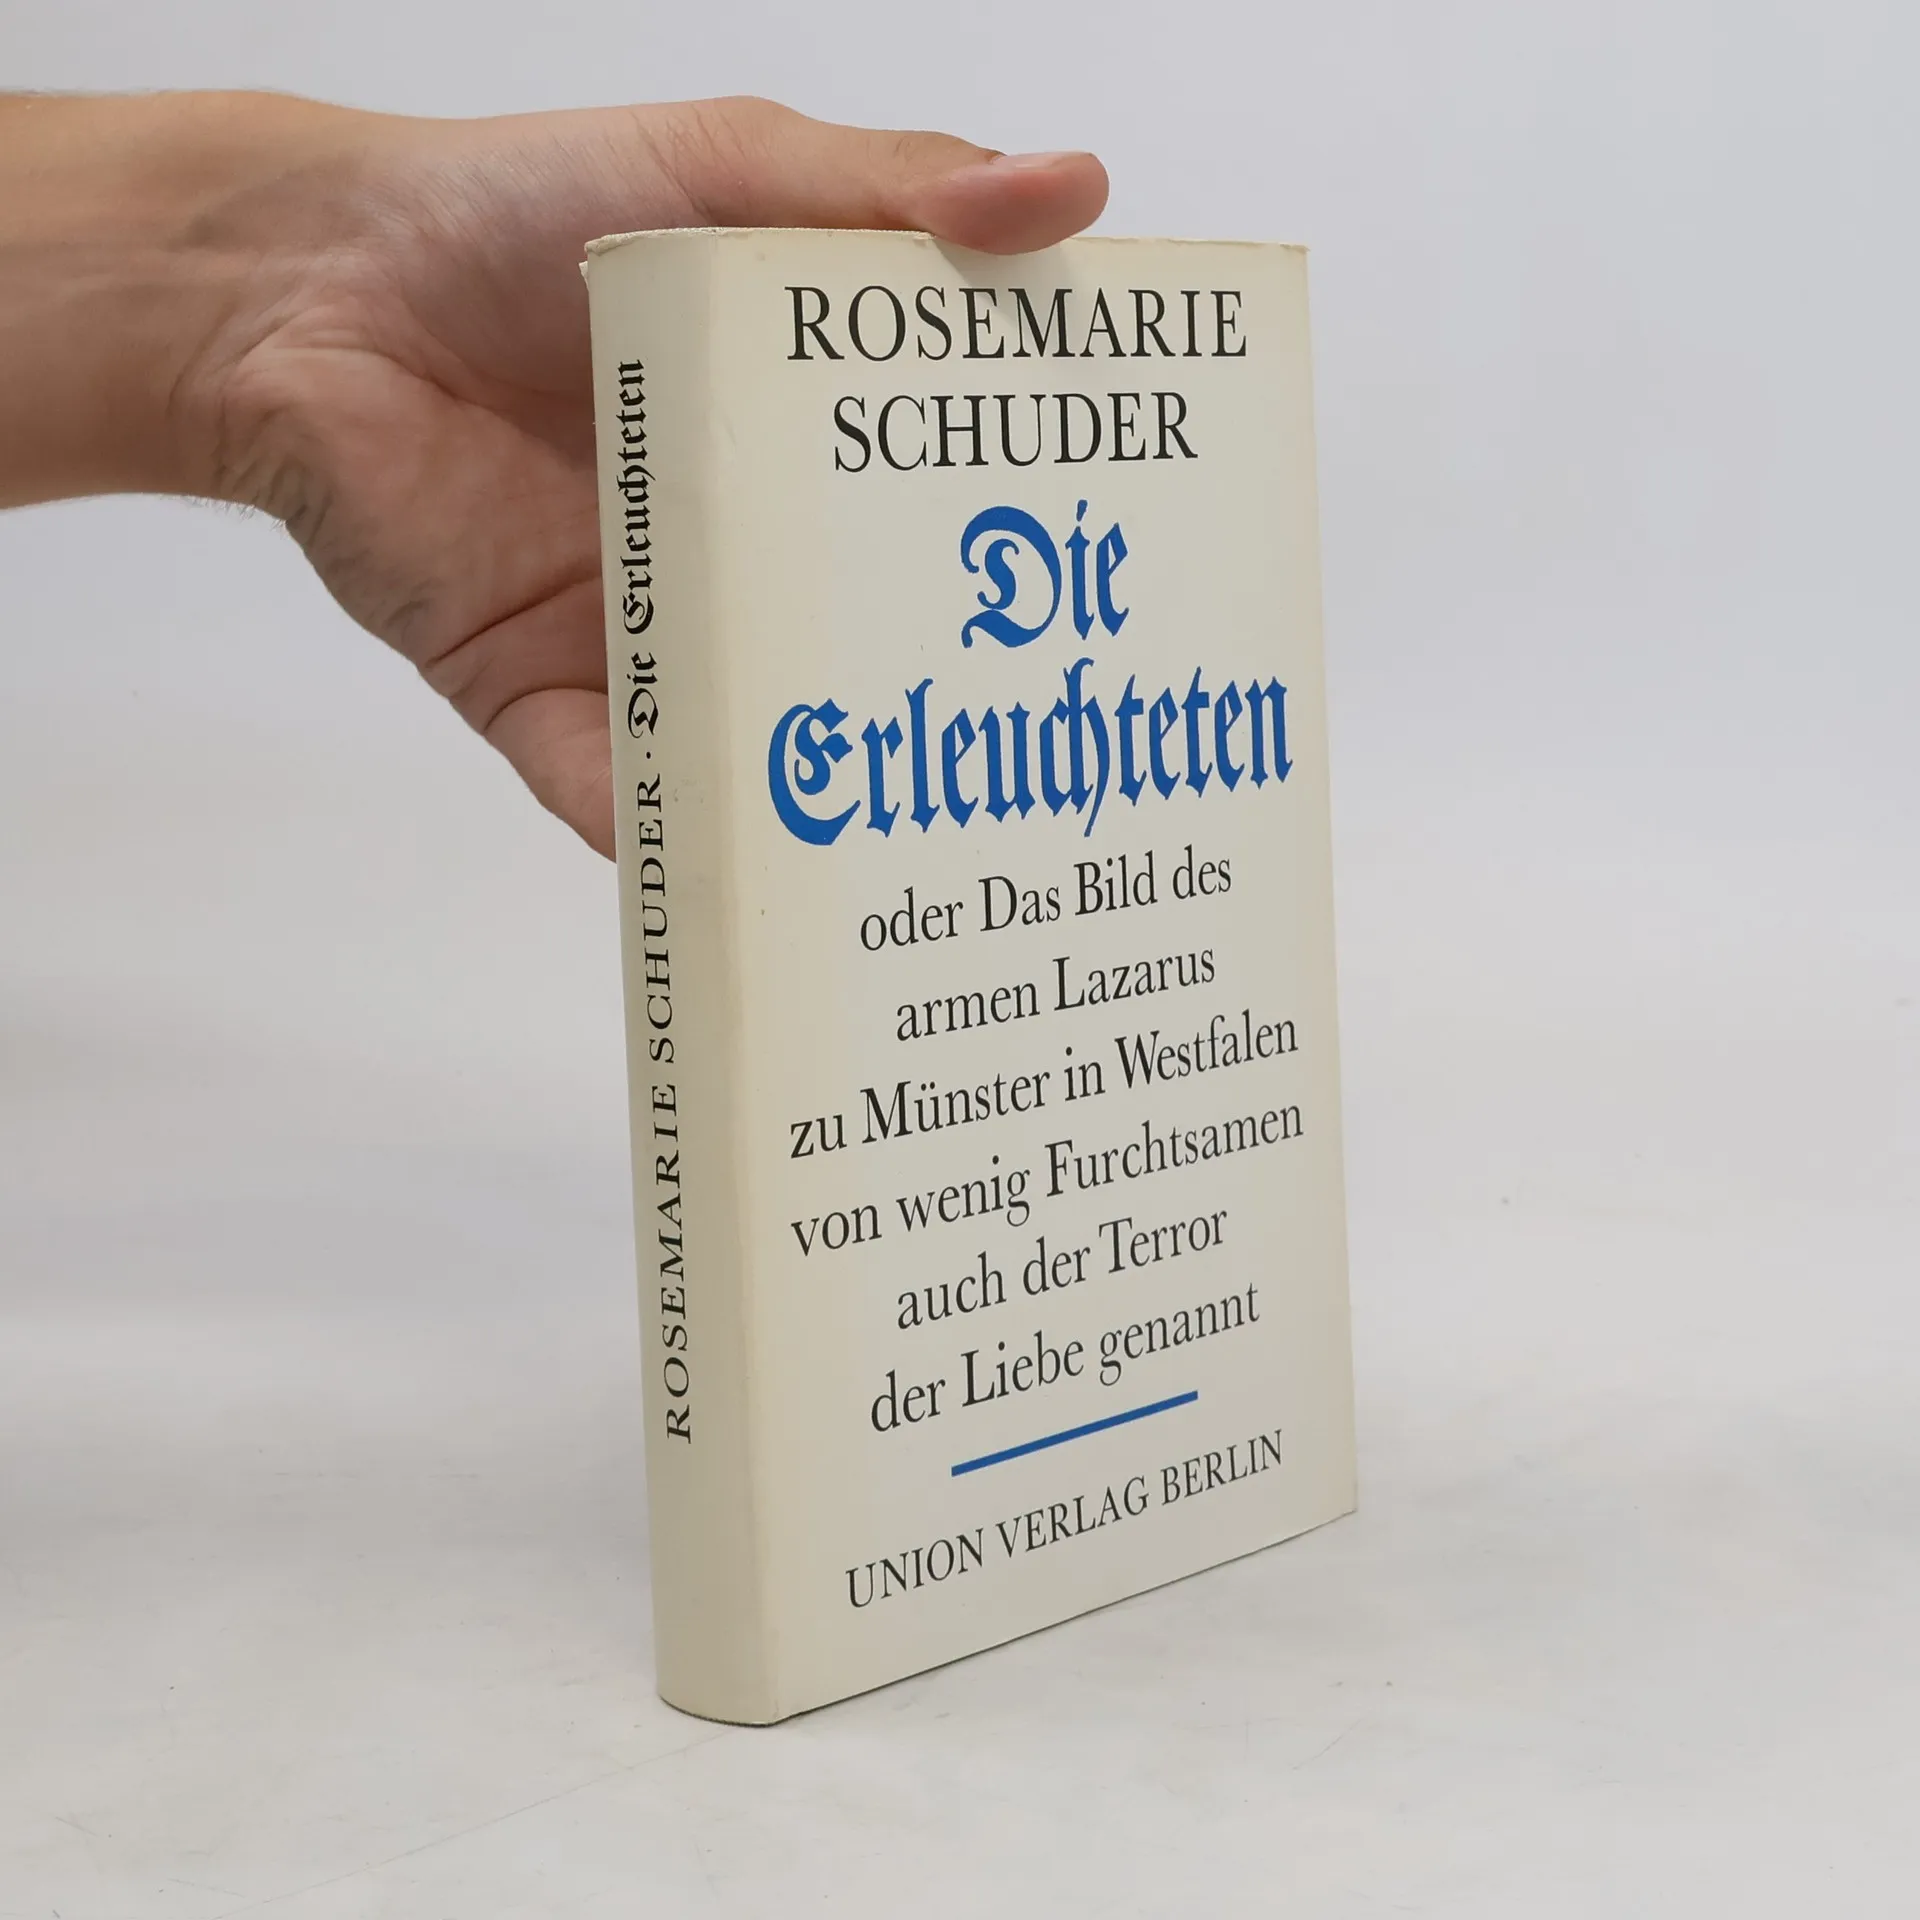 ROSEMARIE SCHUDER · Die Erleuchteten
ROSEMARIE
SCHUDER
Die
Erleuchteten
oder Das Bild des
armen Lazarus
zu Münster in Westfalen
von wenig Furchtsamen
auch der Terror
der Liebe genannt
UNION VERLAG BERLIN